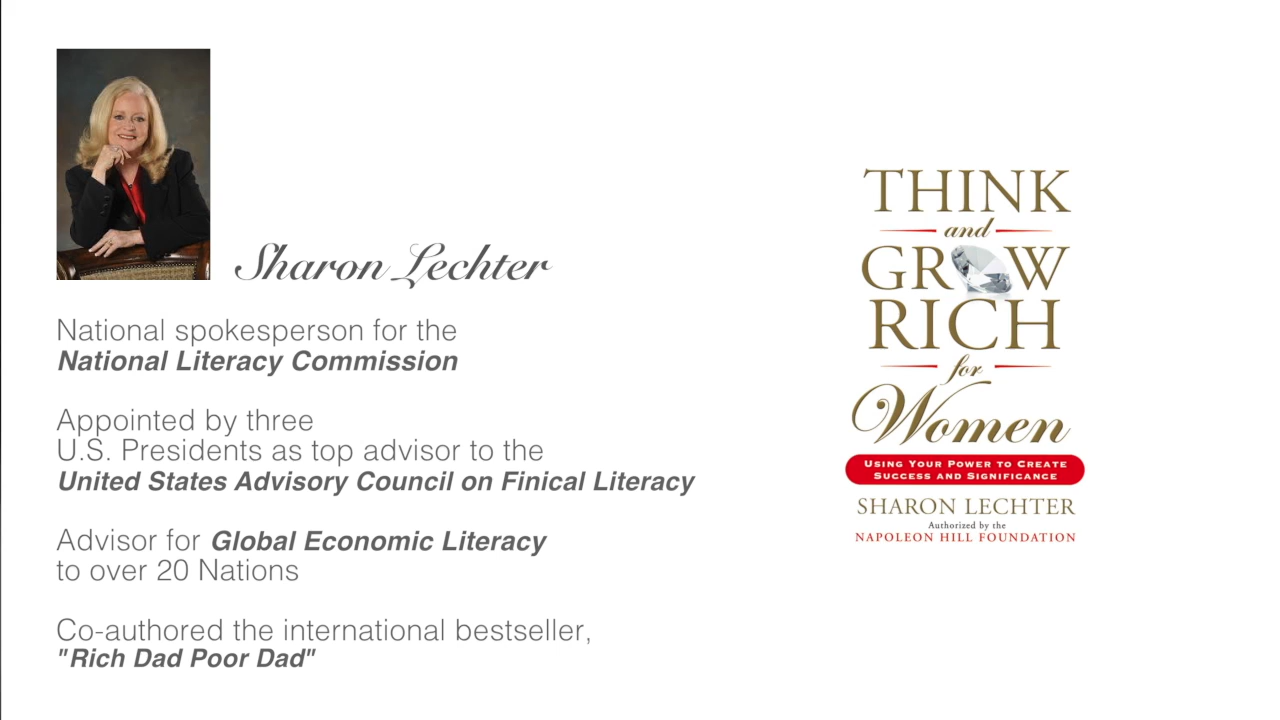 Sharon Lechter
National spokesperson for the
National Literacy Commission
Appointed by three
U.S. Presidents as top advisor to the
United States Advisory Council on Finical Literacy
Advisor for Global Economic Literacy
to over 20 Nations
Co-authored the international bestseller,
"Rich Dad Poor Dad"
THINK
and
GROW
RICH
for
Women
USING YOUR POWER TO CREATE
SUCCESS AND SIGNIFICANCE
SHARON LECHTER
Authorized by the
NAPOLEON HILL FOUNDATION